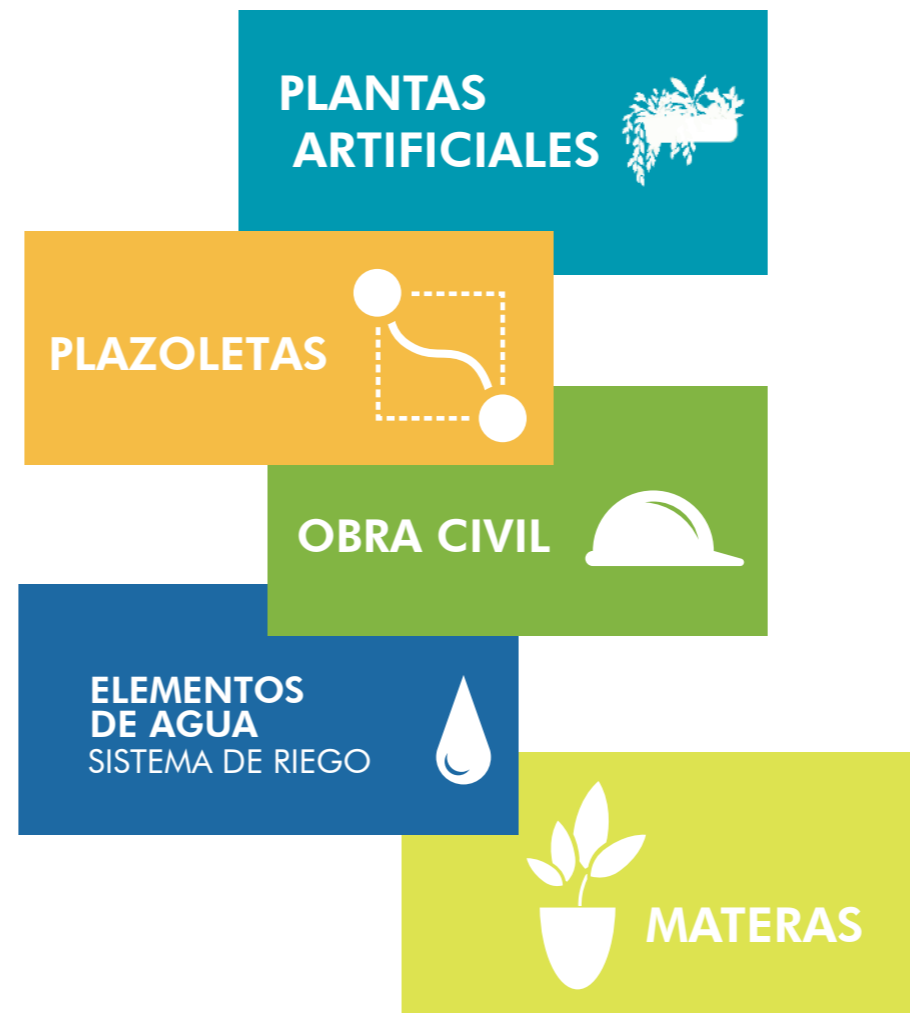 PLANTAS
ARTIFICIALES
PLAZOLETAS
OBRA CIVIL
ELEMENTOS
DE AGUA
SISTEMA DE RIEGO
MATERAS